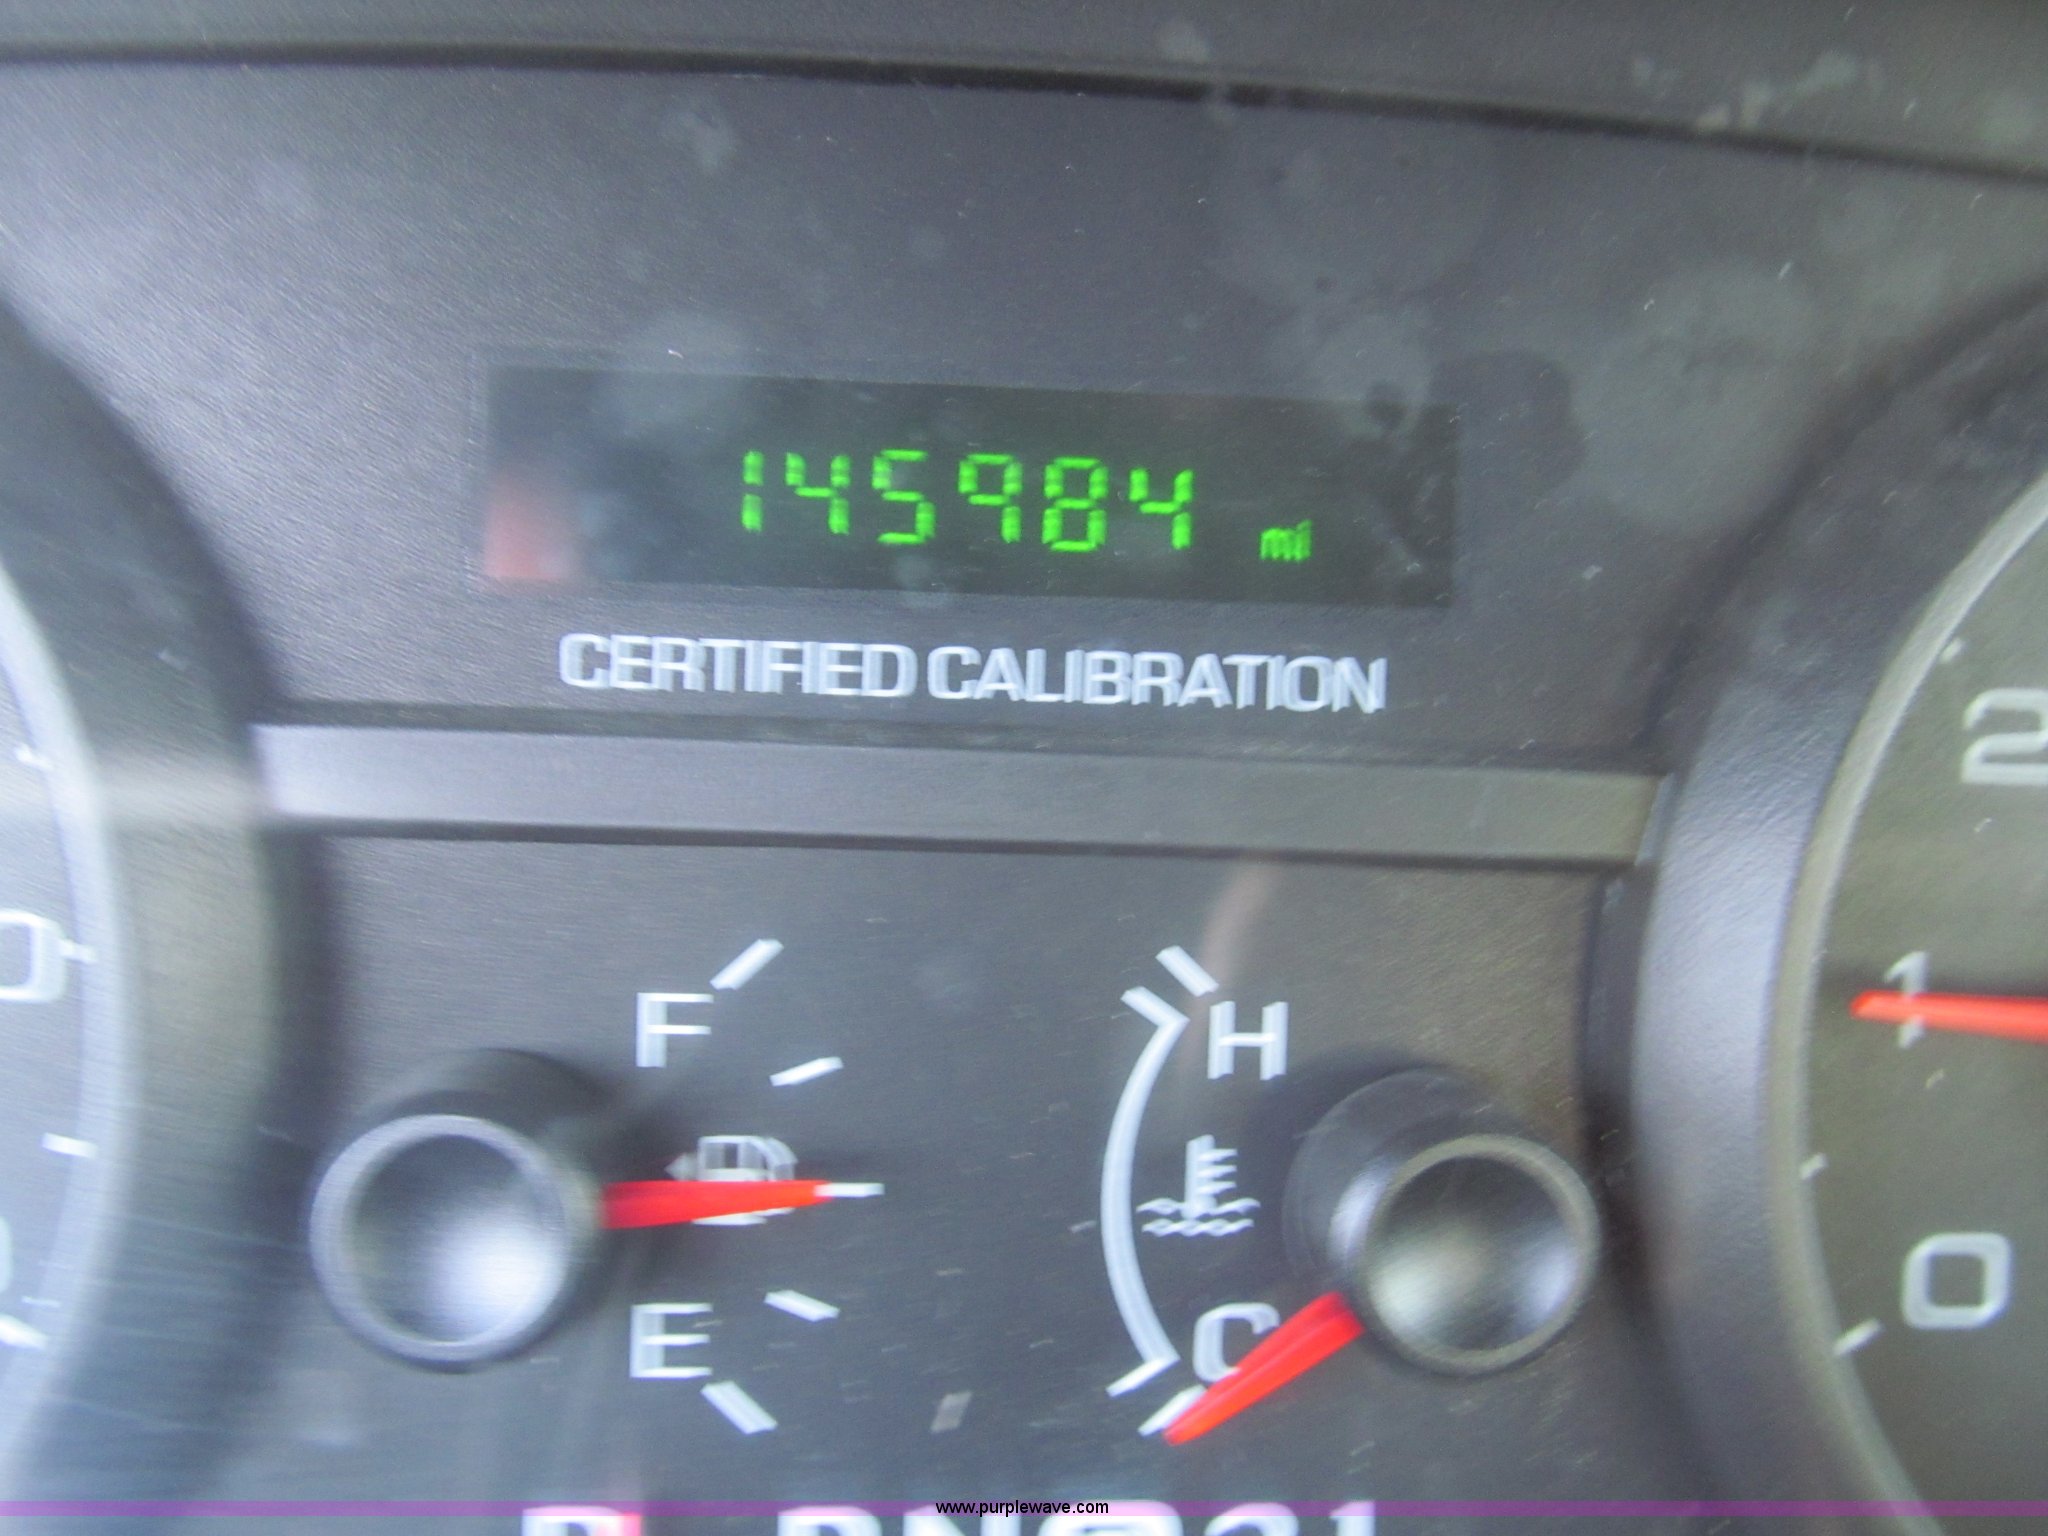 145984 mi
CERTIFIED CALIBRATION
2
F
H
1
E
C
0
www.purplewave.com